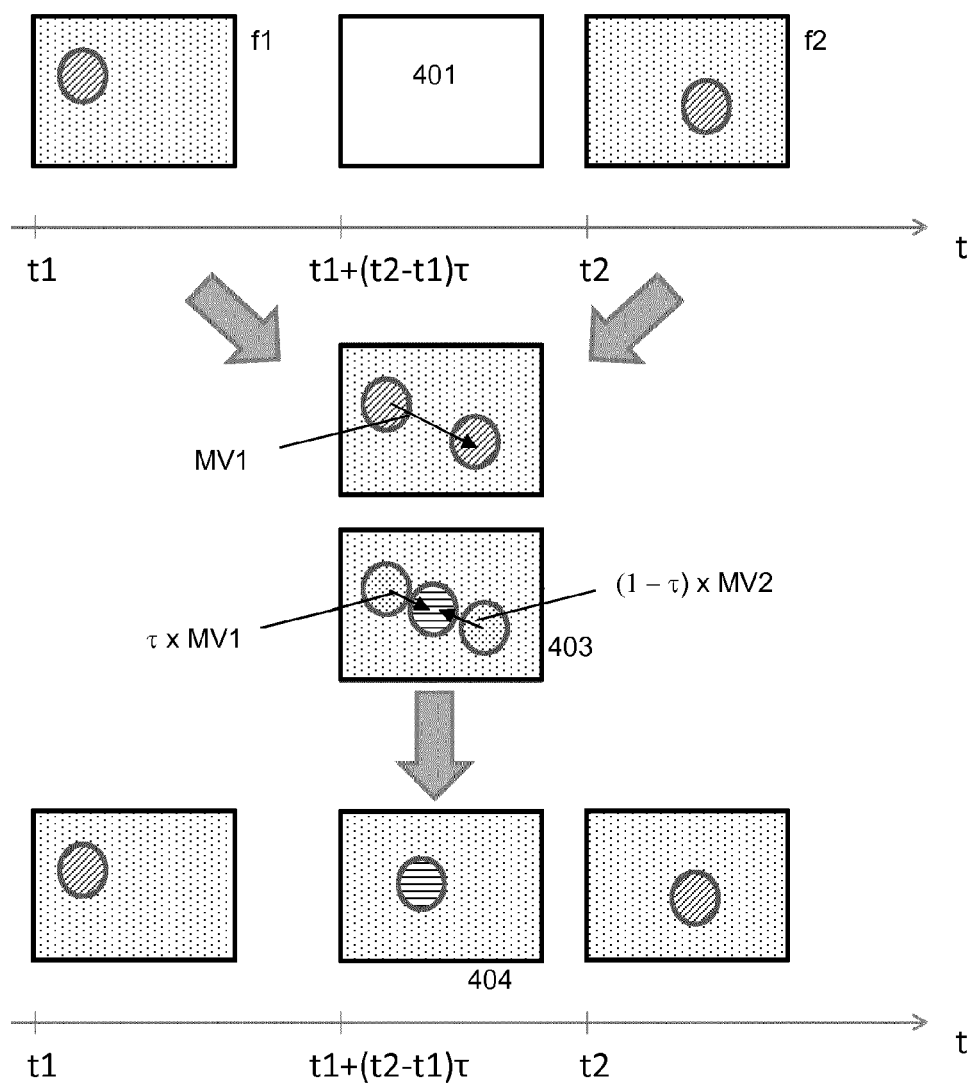 f1
401
f2
t
t1
t1+(t2-t1)τ
t2
MV1
(1 − τ) x MV2
τ x MV1
403
404
t
t1
t1+(t2-t1)τ
t2